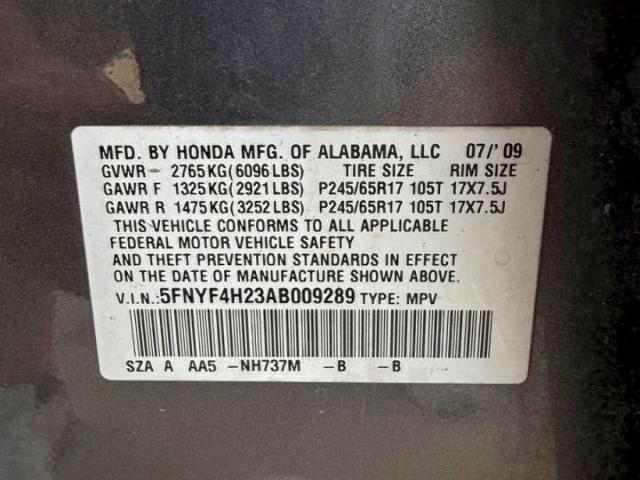 MFD. BY HONDA MFG. OF ALABAMA, LLC 07/'09
GVWR- 2765KG(6096LBS) TIRE SIZE RIM SIZE
GAWR F 1325KG(2921LBS) P245/65R17 105T 17X7.5J
GAWR R 1475KG(3252LBS) P245/65R17 105T 17X7.5J
THIS VEHICLE CONFORMS TO ALL APPLICABLE
FEDERAL MOTOR VEHICLE SAFETY
AND THEFT PREVENTION STANDARDS IN EFFECT
ON THE DATE OF MANUFACTURE SHOWN ABOVE.
V.I.N.:5FNYF4H23AB009289 TYPE: MPV
SZA A AA5 -NH737M -B -B